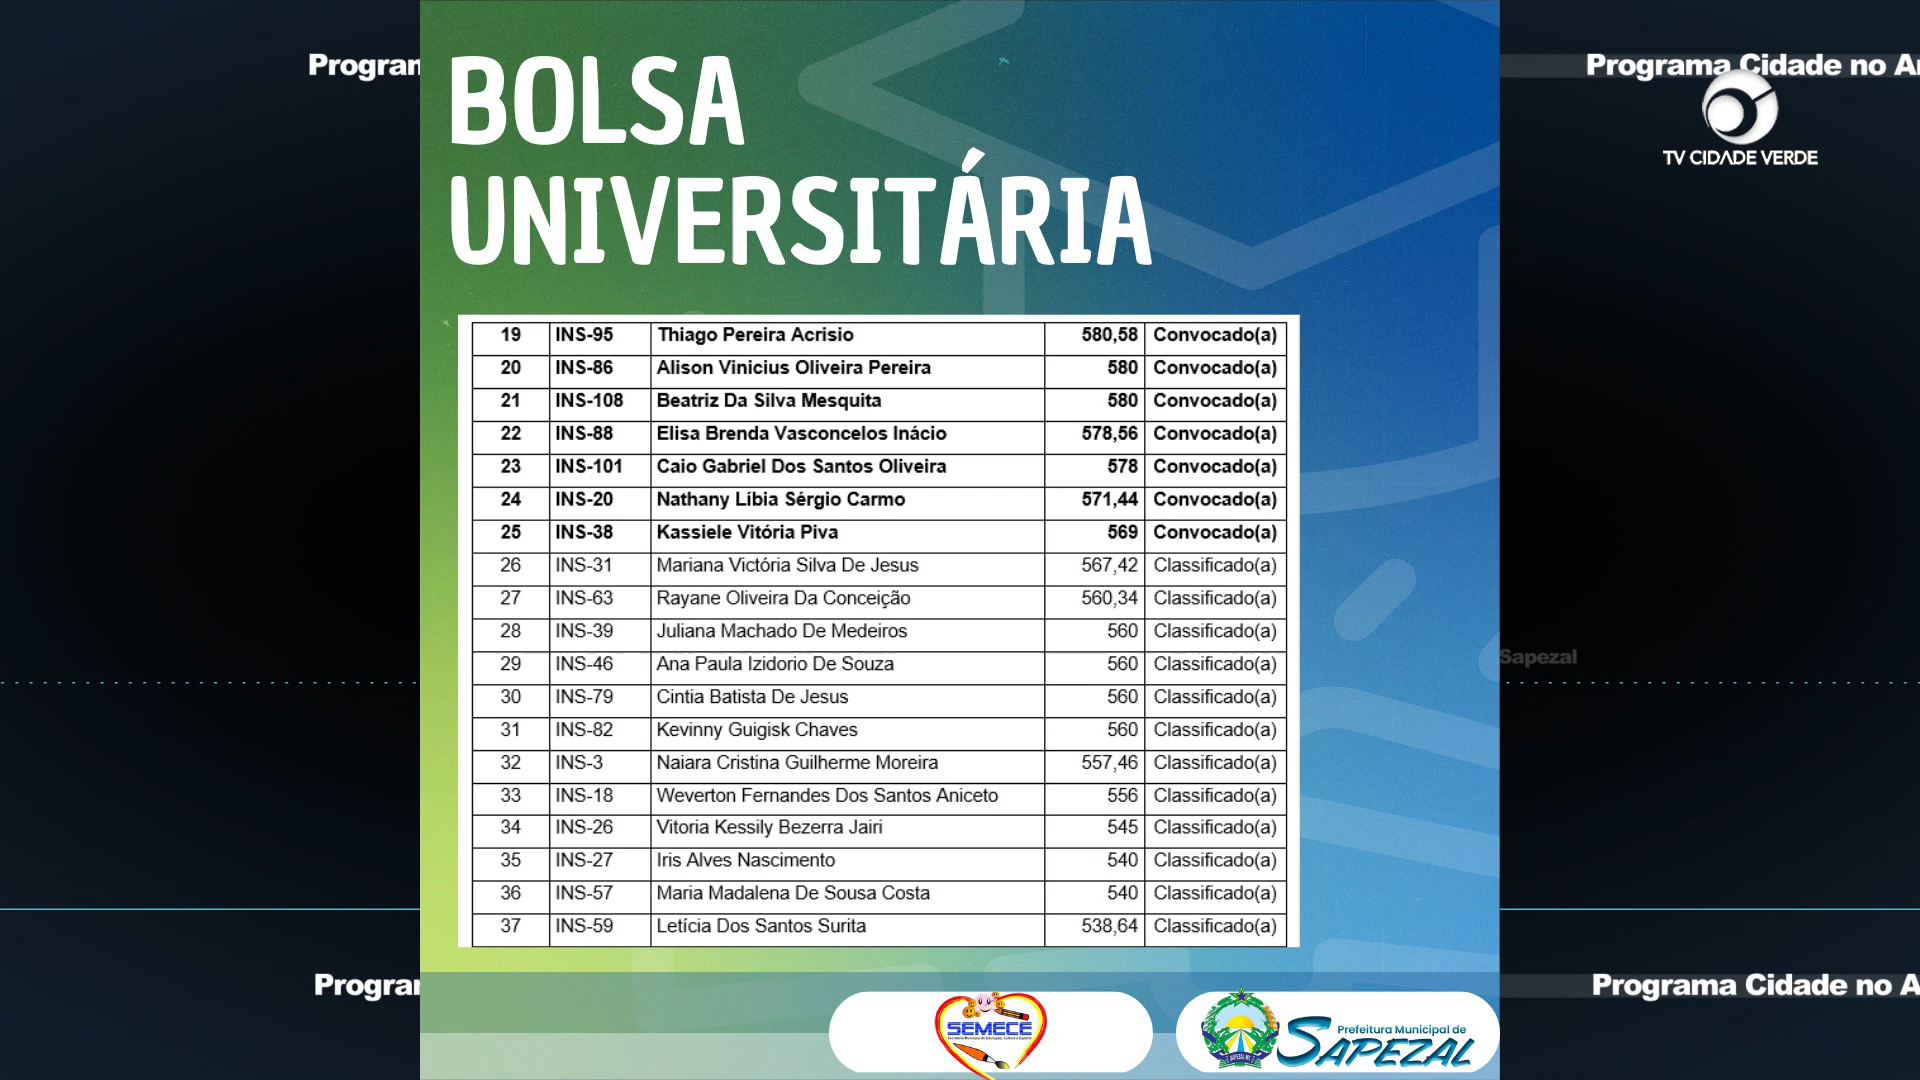 Program
Programa Cidade no Ar
TV CIDADE VERDE
BOLSA
UNIVERSITÁRIA
19 INS-95 Thiago Pereira Acrisio 580,58 Convocado(a)
20 INS-86 Alison Vinicius Oliveira Pereira 580 Convocado(a)
21 INS-108 Beatriz Da Silva Mesquita 580 Convocado(a)
22 INS-88 Elisa Brenda Vasconcelos Inácio 578,56 Convocado(a)
23 INS-101 Caio Gabriel Dos Santos Oliveira 578 Convocado(a)
24 INS-20 Nathany Líbia Sérgio Carmo 571,44 Convocado(a)
25 INS-38 Kassiele Vitória Piva 569 Convocado(a)
26 INS-31 Mariana Victória Silva De Jesus 567,42 Classificado(a)
27 INS-63 Rayane Oliveira Da Conceição 560,34 Classificado(a)
28 INS-39 Juliana Machado De Medeiros 560 Classificado(a)
29 INS-46 Ana Paula Izidorio De Souza 560 Classificado(a)
30 INS-79 Cintia Batista De Jesus 560 Classificado(a)
31 INS-82 Kevinny Guigisk Chaves 560 Classificado(a)
32 INS-3 Naiara Cristina Guilherme Moreira 557,46 Classificado(a)
33 INS-18 Weverton Fernandes Dos Santos Aniceto 556 Classificado(a)
34 INS-26 Vitoria Kessily Bezerra Jairi 545 Classificado(a)
35 INS-27 Iris Alves Nascimento 540 Classificado(a)
36 INS-57 Maria Madalena De Sousa Costa 540 Classificado(a)
37 INS-59 Letícia Dos Santos Surita 538,64 Classificado(a)
Sapezal
Program
Programa Cidade no A
SEMECE
Secretaria Municipal de Educação, Cultura e Esporte
SAPEZAL-MT
Prefeitura Municipal de
SAPEZAL